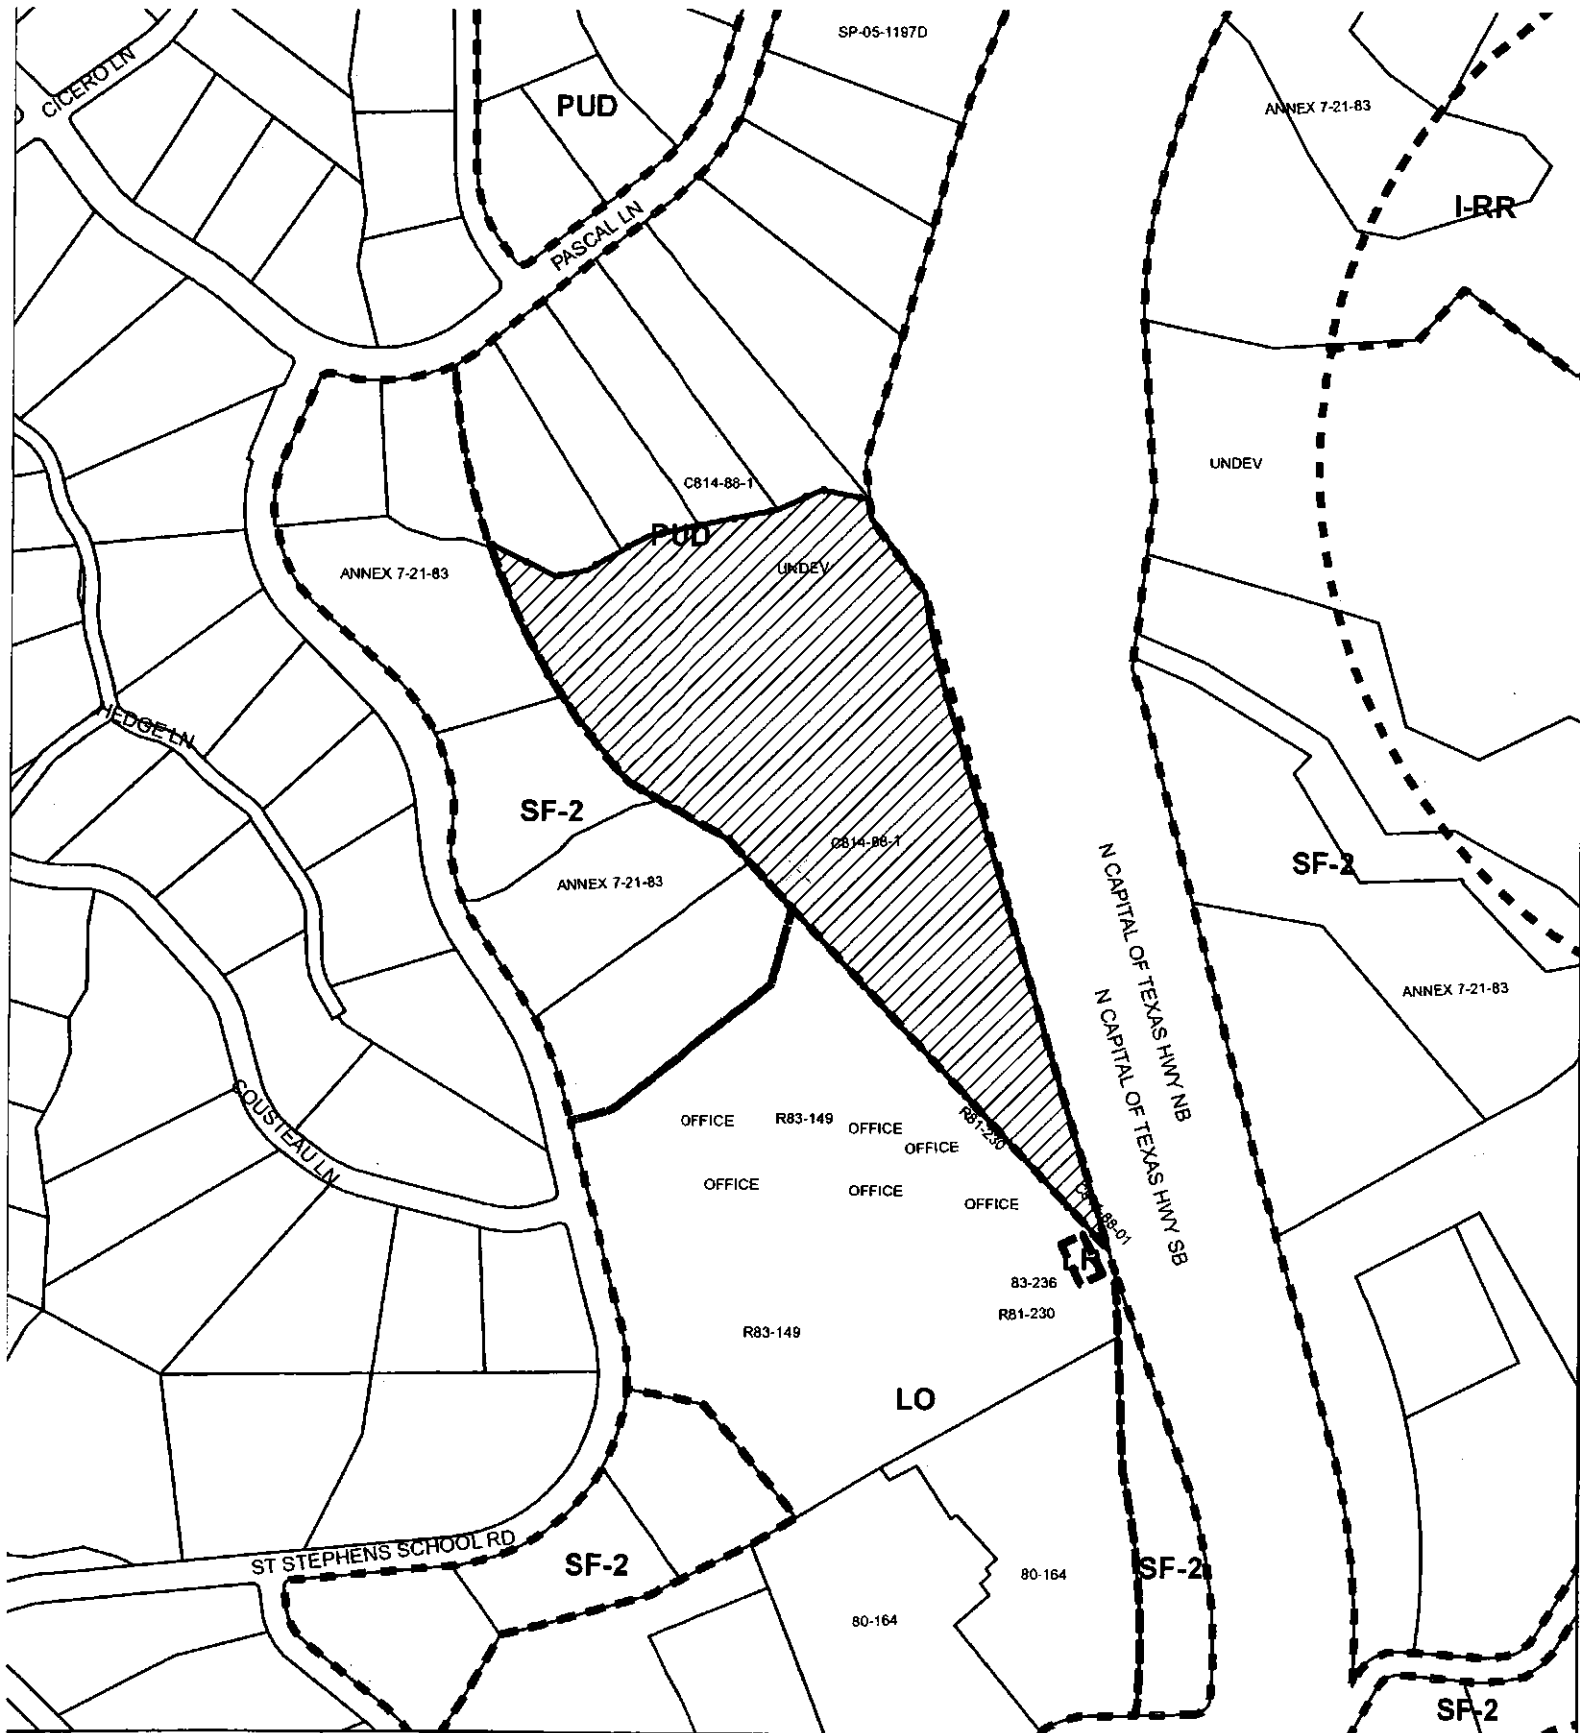 SP-05-1197D
CICERO LN
PUD
ANNEX 7-21-83
I-RR
PASCAL LN
UNDEV
C814-88-1
PUD
UNDEV
ANNEX 7-21-83
HEDGE LN
SF-2
C814-88-1
SF-2
ANNEX 7-21-83
N CAPITAL OF TEXAS HWY NB
ANNEX 7-21-83
N CAPITAL OF TEXAS HWY SB
COUSTEAU LN
OFFICE
R83-149
OFFICE
R81-230
OFFICE
OFFICE
OFFICE
OFFICE
83-236
R81-230
R83-149
LO
ST STEPHENS SCHOOL RD
SF-2
80-164
SF-2
80-164
SF-2